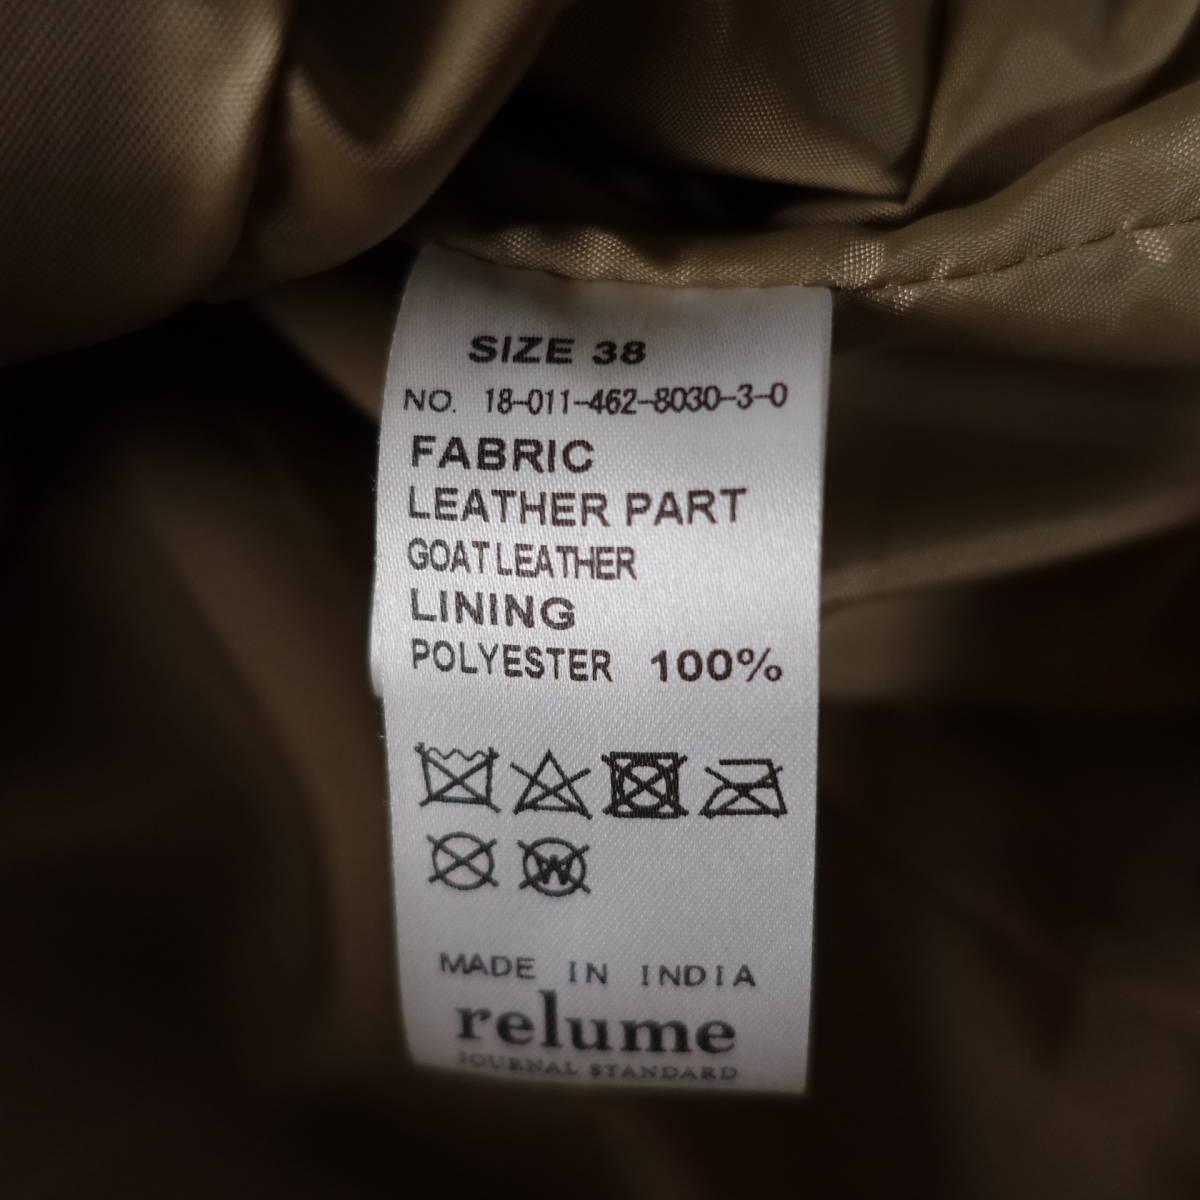 SIZE 38
NO. 18-011-462-8030-3-0
FABRIC
LEATHER PART
GOAT LEATHER
LINING
POLYESTER 100%
W
MADE IN INDIA
relume
JOURNAL STANDARD